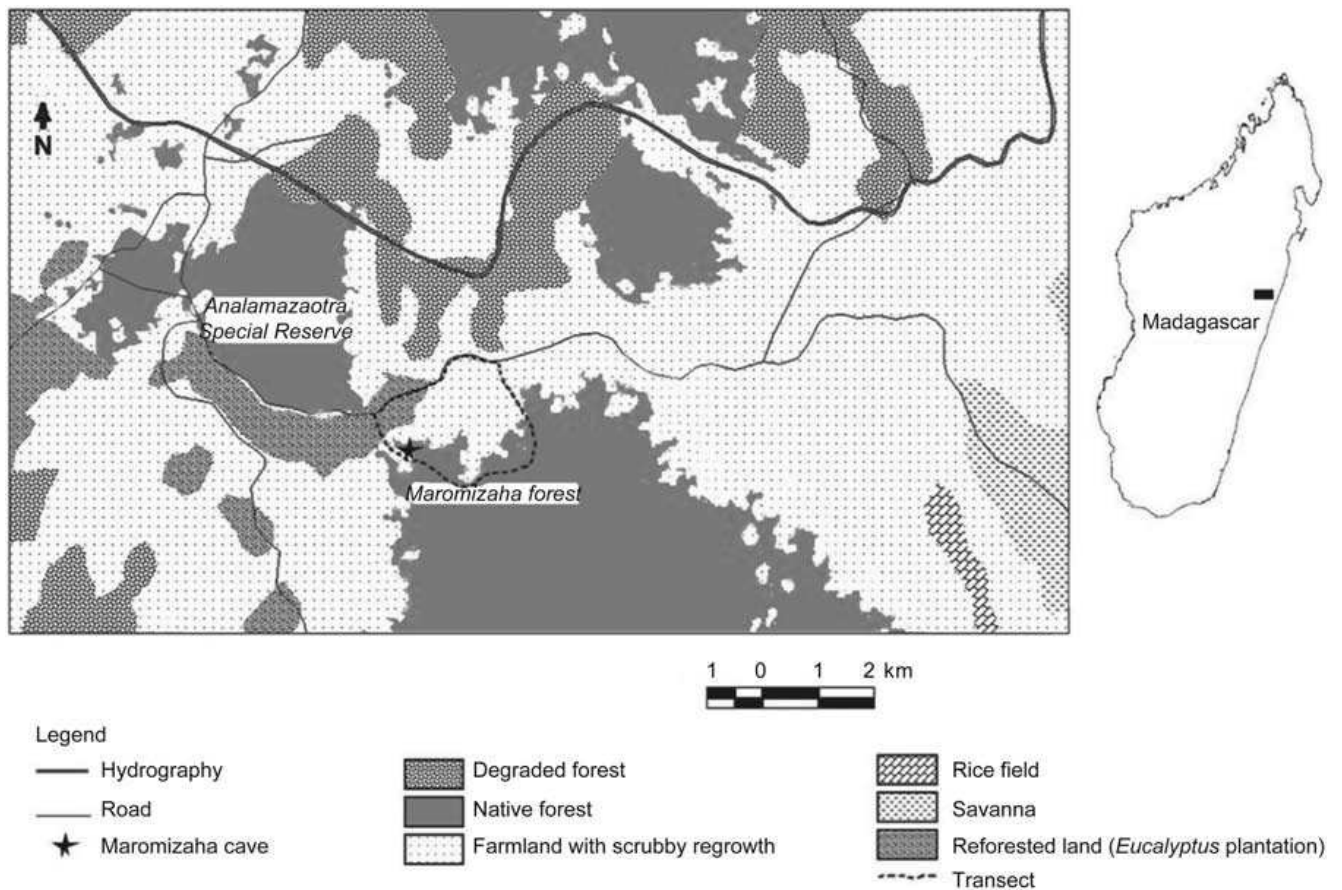 N
Analamazaotra
Special Reserve
Maromizaha forest
Madagascar
1 0 1 2 km
Legend
Hydrography
Road
Maromizaha cave
Degraded forest
Native forest
Farmland with scrubby regrowth
Rice field
Savanna
Reforested land (Eucalyptus plantation)
Transect